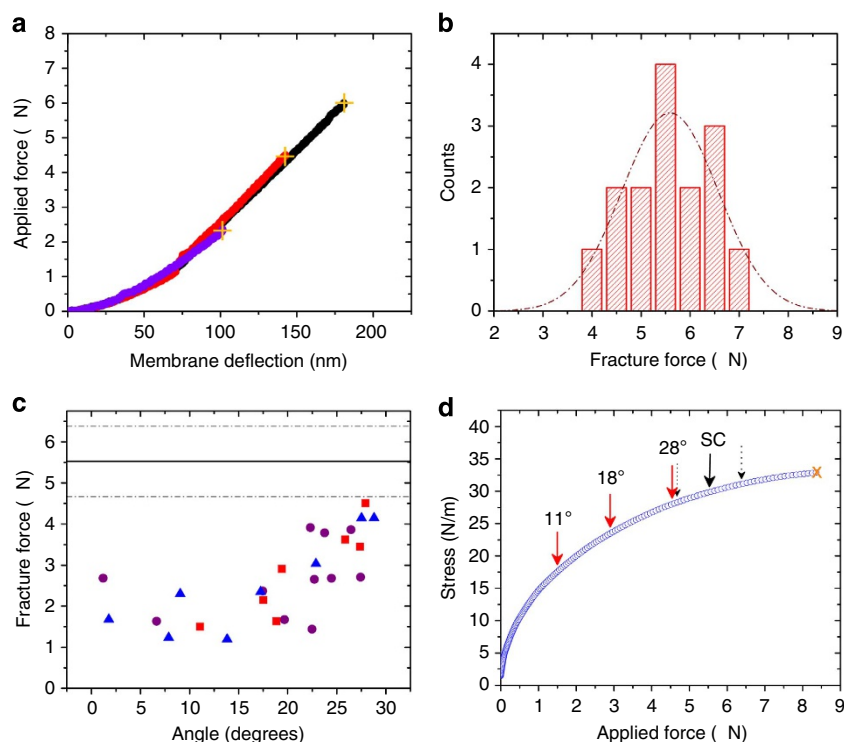 a
8
7
6
5
4
3
2
1
0
Applied force ( N)
0 50 100 150 200
Membrane deflection (nm)
b
4
3
2
1
0
Counts
2 3 4 5 6 7 8 9
Fracture force ( N)
c
6
5
4
3
2
1
0
Fracture force ( N)
0 5 10 15 20 25 30
Angle (degrees)
d
40
35
30
25
20
15
10
5
0
Stress (N/m)
11°
18°
28°
SC
0 1 2 3 4 5 6 7 8 9
Applied force ( N)